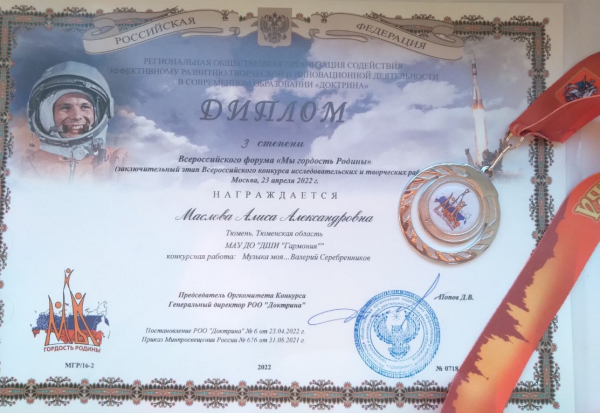 РОССИЙСКАЯ ФЕДЕРАЦИЯ
РЕГИОНАЛЬНАЯ ОБЩЕСТВЕННАЯ ОРГАНИЗАЦИЯ СОДЕЙСТВИЯ
ЭФФЕКТИВНОМУ РАЗВИТИЮ ТВОРЧЕСКОЙ И ИННОВАЦИОННОЙ ДЕЯТЕЛЬНОСТИ
В СОВРЕМЕННОМ ОБРАЗОВАНИИ «ДОКТРИНА»
ДИПЛОМ
3 степени
Всероссийского форума «Мы гордость Родины»
(заключительный этап Всероссийского конкурса исследовательских и творческих
Москва, 23 апреля 2022 г.
НАГРАЖДАЕТСЯ
Маслова Алиса Александровна
Тюмень, Тюменская область
МАУ ДО "ДШИ "Гармония""
конкурсная работа: Музыка моя...Валерий Серебренников
Председатель Оргкомитета Конкурса
Генеральный директор РОО "Доктрина"
Попов Д.В.
Постановление РОО "Доктрина" № 6 от 23.04.2022 г.
Приказ Минпросвещения России № 616 от 31.08.2021 г.
ГОРДОСТЬ РОДИНЫ
МГР/16-2
2022
№ 0718